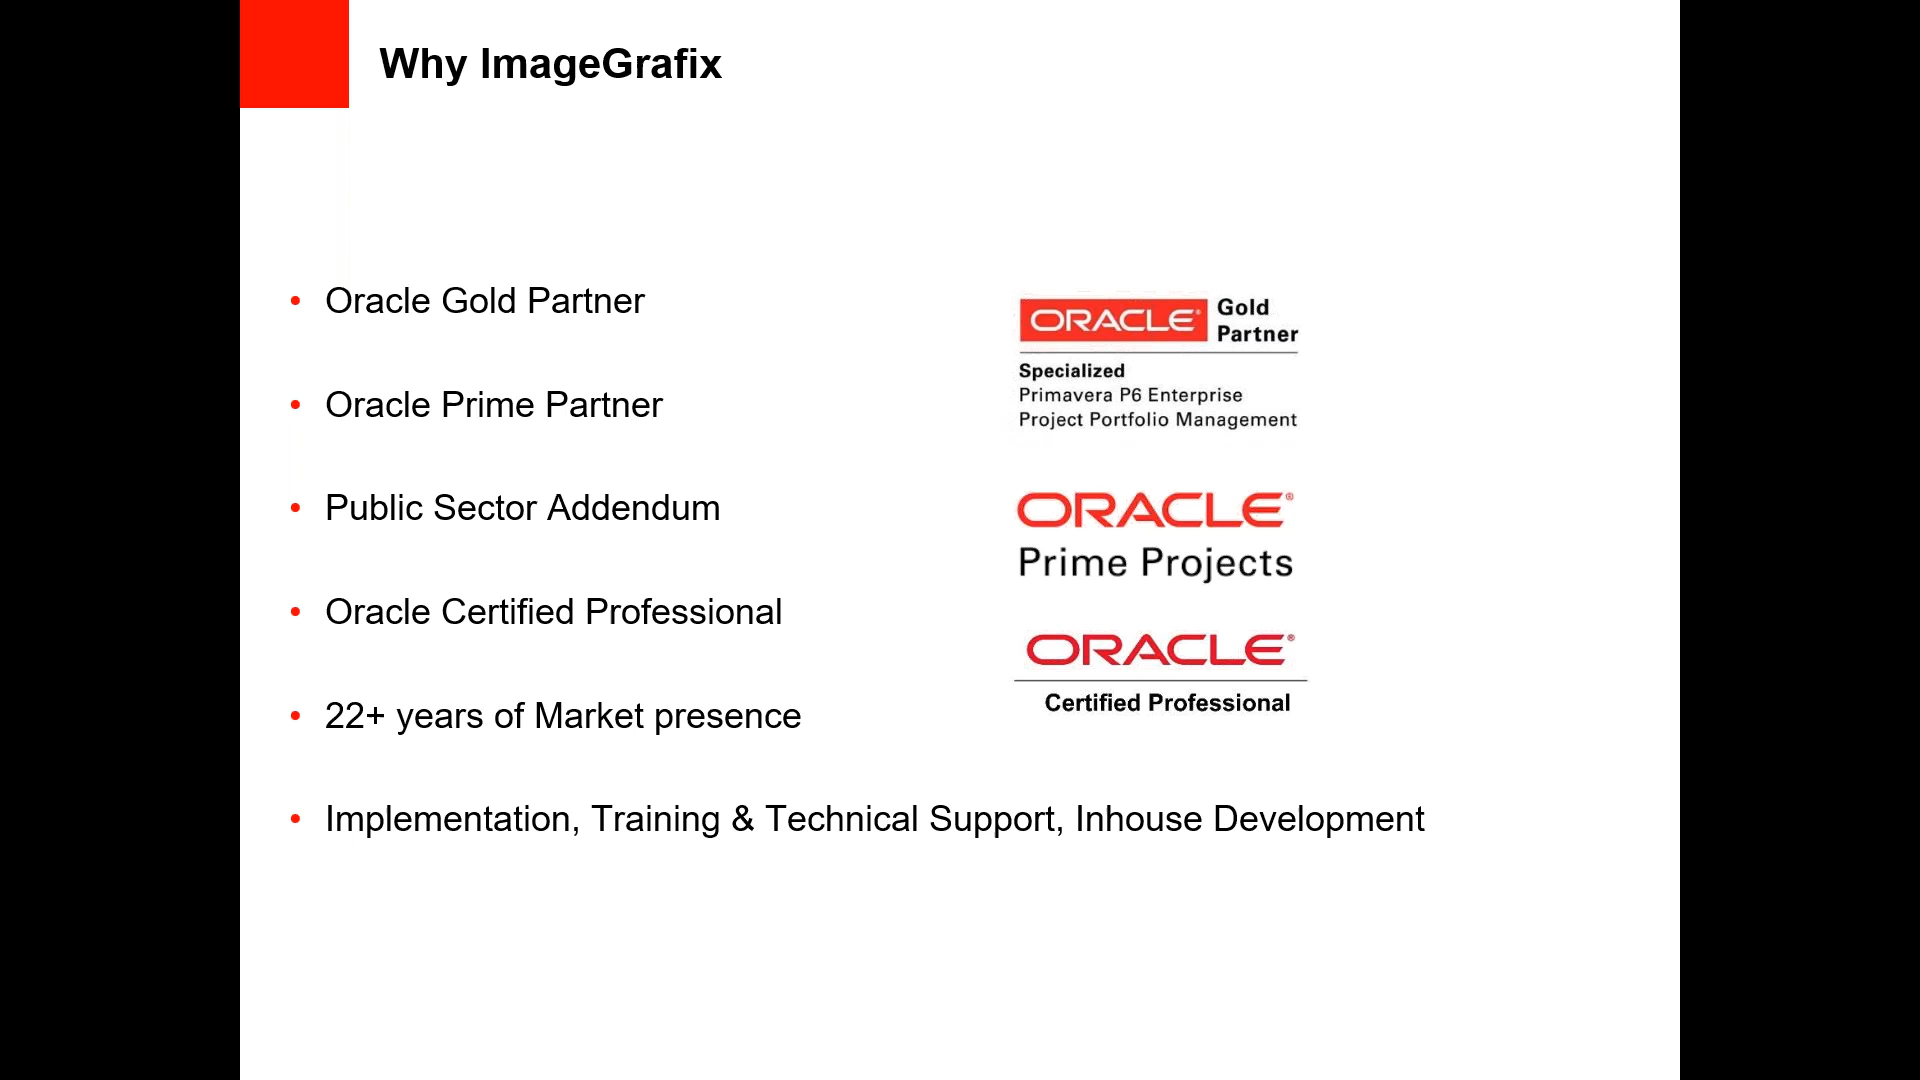 Why ImageGrafix
• Oracle Gold Partner
• Oracle Prime Partner
• Public Sector Addendum
• Oracle Certified Professional
• 22+ years of Market presence
• Implementation, Training & Technical Support, Inhouse Development
ORACLE® Gold
Partner
Specialized
Primavera P6 Enterprise
Project Portfolio Management
ORACLE®
Prime Projects
ORACLE®
Certified Professional